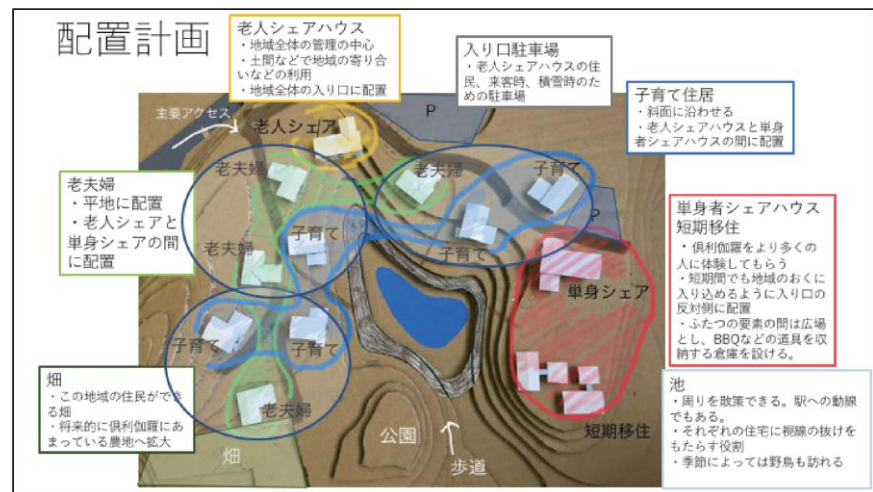 配置計画
老人シェアハウス
・地域全体の管理の中心
・土間などで地域の寄り合
いなどの利用
・地域全体の入り口に配置
入り口駐車場
・老人シェアハウスの住
民、来客時、積雪時のた
めの駐車場
子育て住居
・斜面に沿わせる
・老人シェアハウスと単身
者シェアハウスの間に配置
主要アクセス
老人シェア
P
老夫婦
老夫婦
子育て
老夫婦
・平地に配置
・老人シェアと
単身シェアの間
に配置
P
単身者シェアハウス
短期移住
・倶利伽羅をより多くの
人に体験してもらう
・短期間でも地域のおくに
入り込めるように入り口の
反対側に配置
・ふたつの要素の間は広場
とし、BBQなどの道具を収
納する倉庫を設ける。
老夫婦
子育て
子育て
単身シェア
子育て
子育て
畑
・この地域の住民ができ
る畑
・将来的に倶利伽羅にあ
まっている農地へ拡大
老夫婦
短期移住
池
・周りを散策できる。駅への動線
でもある。
・それぞれの住宅に視線の抜けを
もたらす役割
・季節によっては野鳥も訪れる
畑
公園
歩道